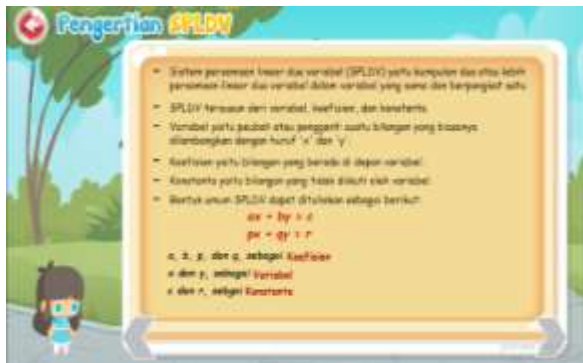 Pengertian SPLDV
- Sistem persamaan linear dua variabel (SPLDV) yaitu kumpulan dua atau lebih
persamaan linear dua variabel dalam variabel yang sama dan berpangkat satu.
- SPLDV tersusun dari variabel, koefisien, dan konstanta.
- Variabel yaitu peubah atau pengganti suatu bilangan yang biasanya
dilambangkan dengan huruf 'x' dan 'y'.
- Koefisien yaitu bilangan yang berada di depan variabel.
- Konstanta yaitu bilangan yang tidak diikuti oleh variabel.
- Bentuk umum SPLDV dapat dituliskan sebagai berikut:
ax + by = c
px + qy = r
a, b, p, dan q, sebagai Koefisien
x dan y, sebagai Variabel
c dan r, sebgai Konstanta